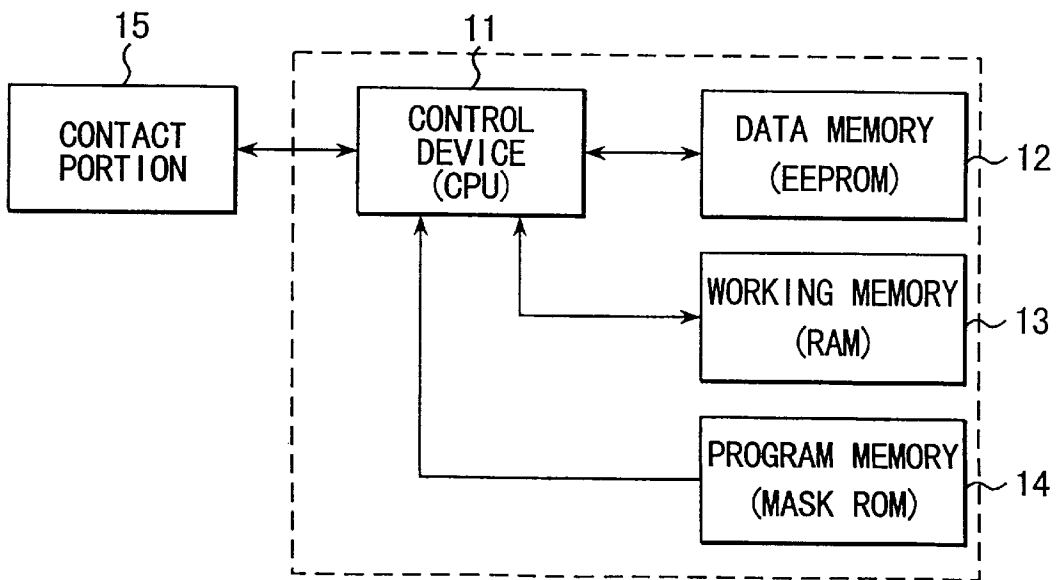 15
11
CONTACT
PORTION
CONTROL
DEVICE
(CPU)
DATA MEMORY
(EEPROM)
12
WORKING MEMORY
(RAM)
13
PROGRAM MEMORY
(MASK ROM)
14